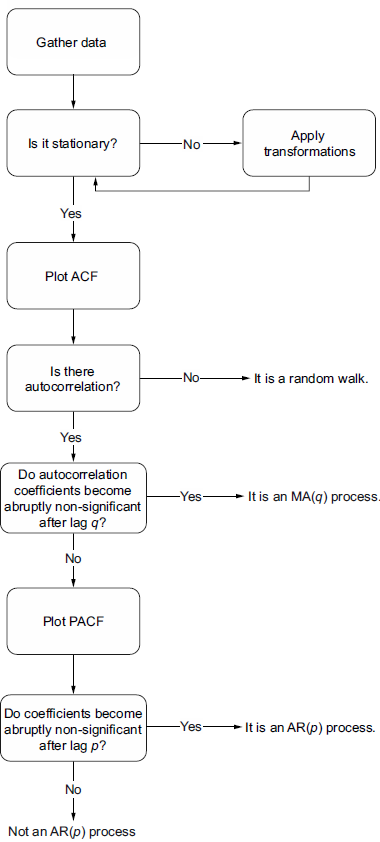 Gather data
Is it stationary?
No
Apply
transformations
Yes
Plot ACF
Is there
autocorrelation?
No
It is a random walk.
Yes
Do autocorrelation
coefficients become
abruptly non-significant
after lag q?
Yes
It is an MA(q) process.
No
Plot PACF
Do coefficients become
abruptly non-significant
after lag p?
Yes
It is an AR(p) process.
No
Not an AR(p) process